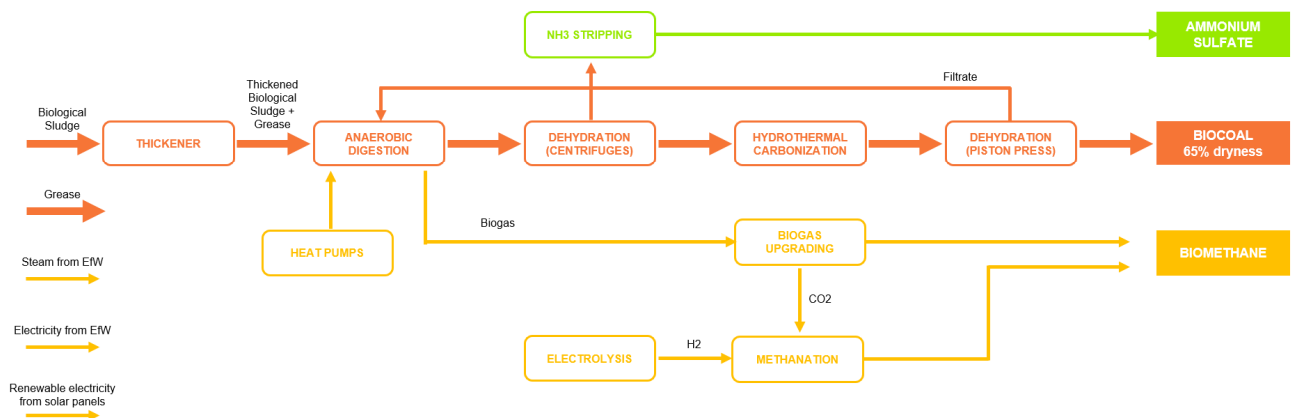 NH3 STRIPPING
AMMONIUM
SULFATE
Thickened
Biological
Sludge +
Grease
Filtrate
Biological
Sludge
THICKENER
ANAEROBIC
DIGESTION
DEHYDRATION
(CENTRIFUGES)
HYDROTHERMAL
CARBONIZATION
DEHYDRATION
(PISTON PRESS)
BIOCOAL
65% dryness
Grease
HEAT PUMPS
Biogas
BIOGAS
UPGRADING
BIOMETHANE
Steam from EfW
CO2
Electricity from EfW
ELECTROLYSIS
H2
METHANATION
Renewable electricity
from solar panels